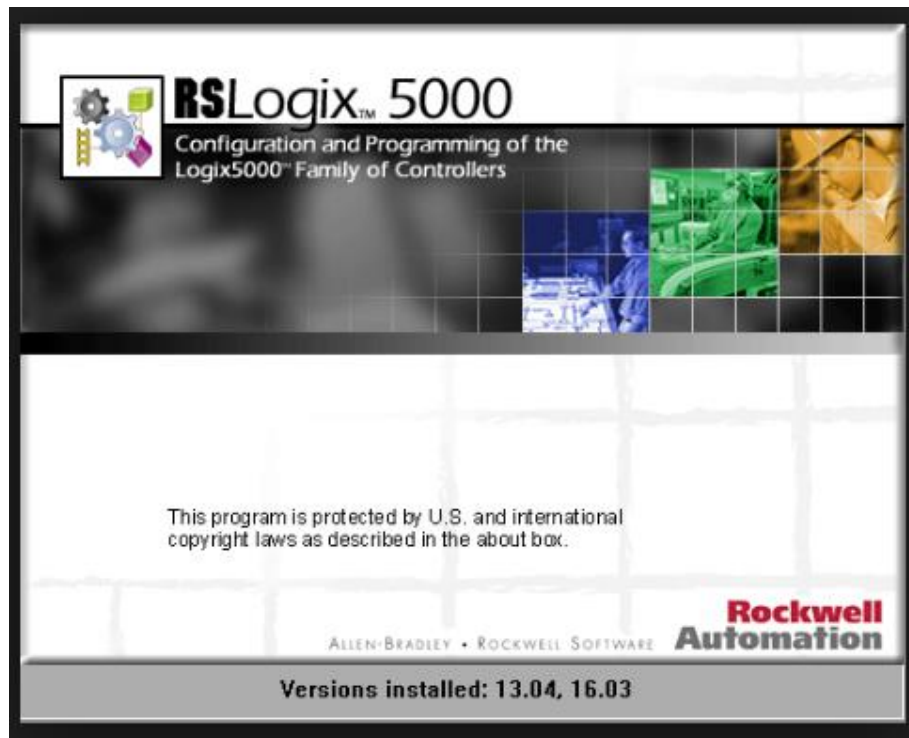 RSLogix™ 5000
Configuration and Programming of the
Logix5000™ Family of Controllers
This program is protected by U.S. and international
copyright laws as described in the about box.
Rockwell
Automation
ALLEN-BRADLEY • ROCKWELL SOFTWARE
Versions installed: 13.04, 16.03